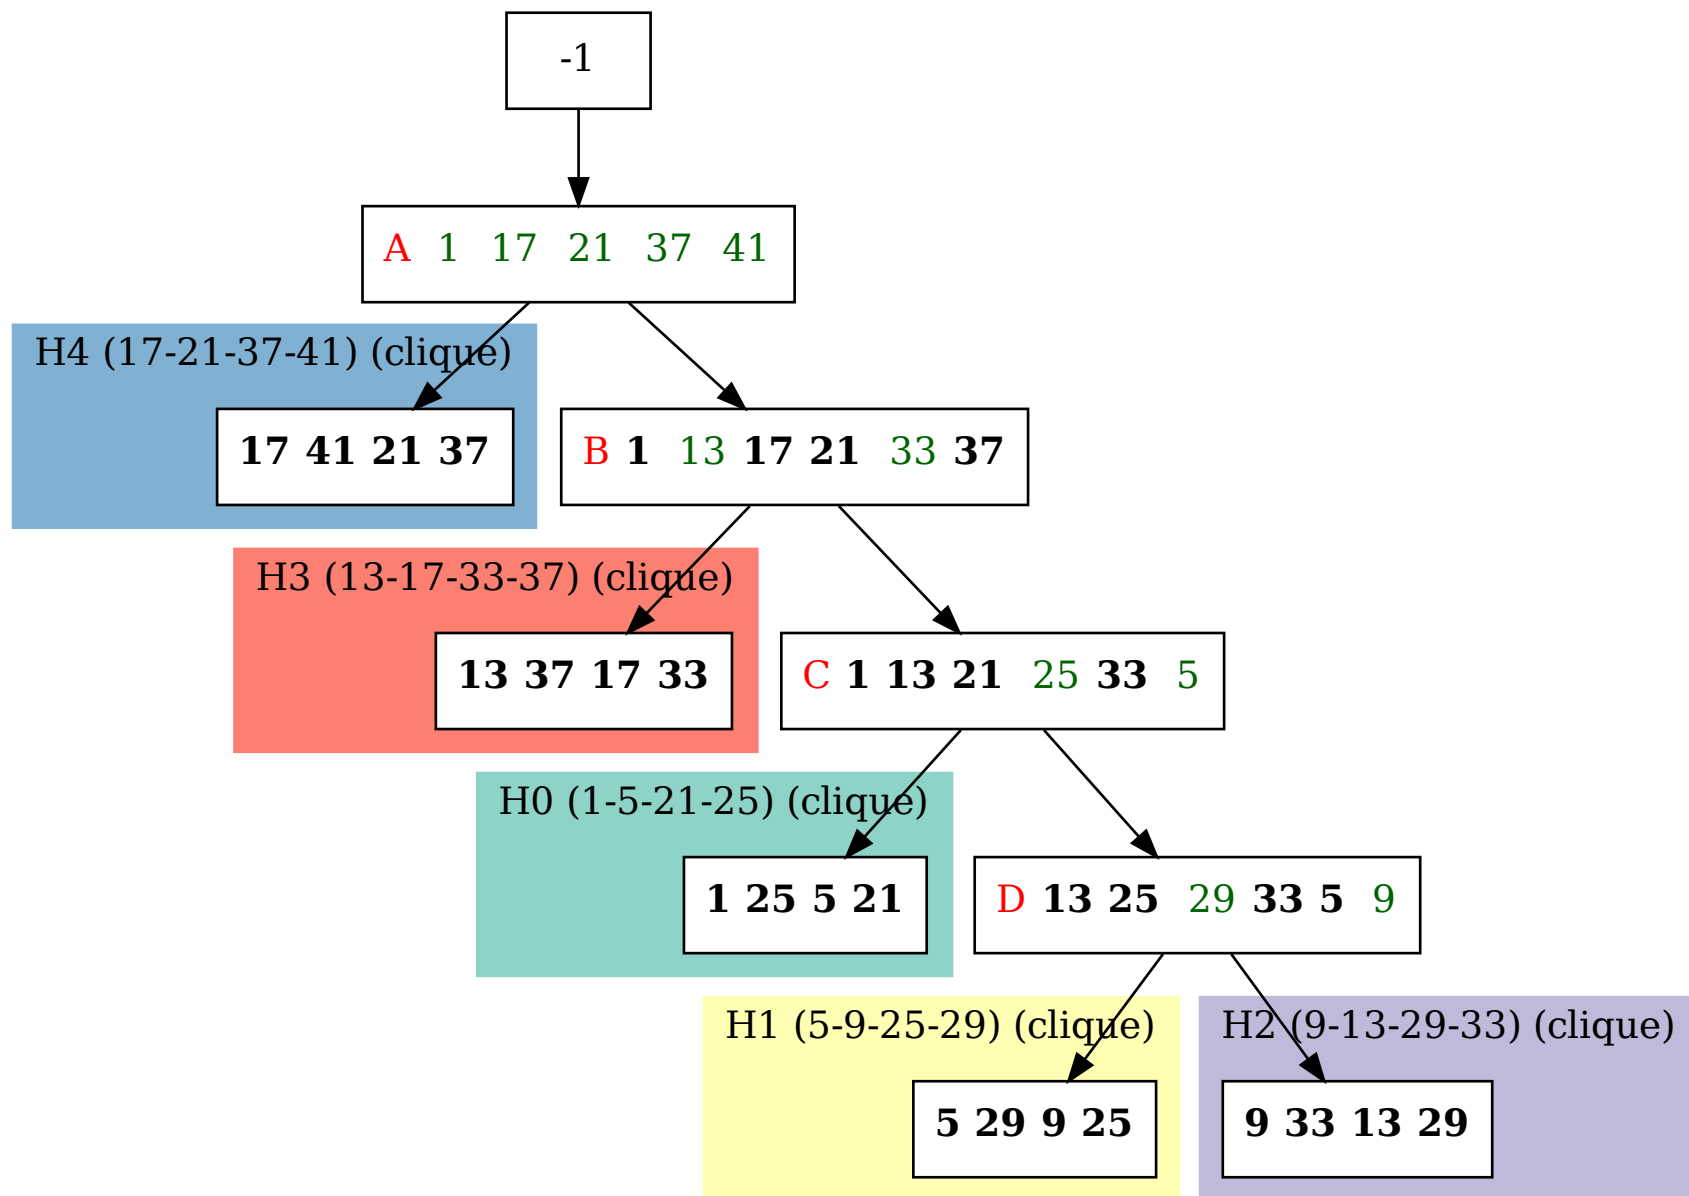 -1
A 1 17 21 37 41
H4 (17-21-37-41) (clique)
17 41 21 37
B 1 13 17 21 33 37
H3 (13-17-33-37) (clique)
13 37 17 33
C 1 13 21 25 33 5
H0 (1-5-21-25) (clique)
1 25 5 21
D 13 25 29 33 5 9
H1 (5-9-25-29) (clique)
5 29 9 25
H2 (9-13-29-33) (clique)
9 33 13 29